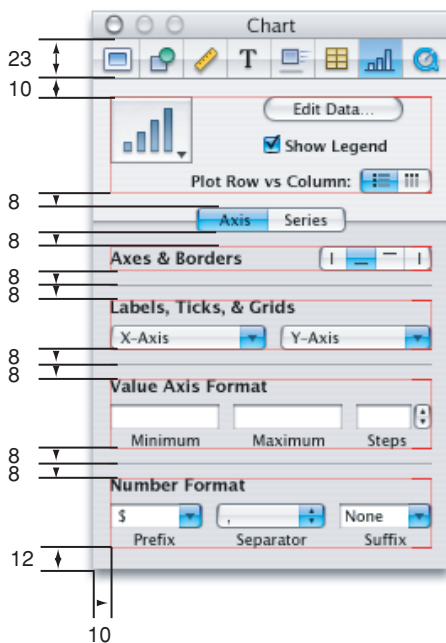 Chart
23
T
10
Edit Data...
Show Legend
Plot Row vs Column:
8
Axis Series
8
Axes & Borders
8
8
Labels, Ticks, & Grids
X-Axis Y-Axis
8
8
Value Axis Format
Minimum Maximum Steps
8
8
Number Format
$ , None
Prefix Separator Suffix
12
10